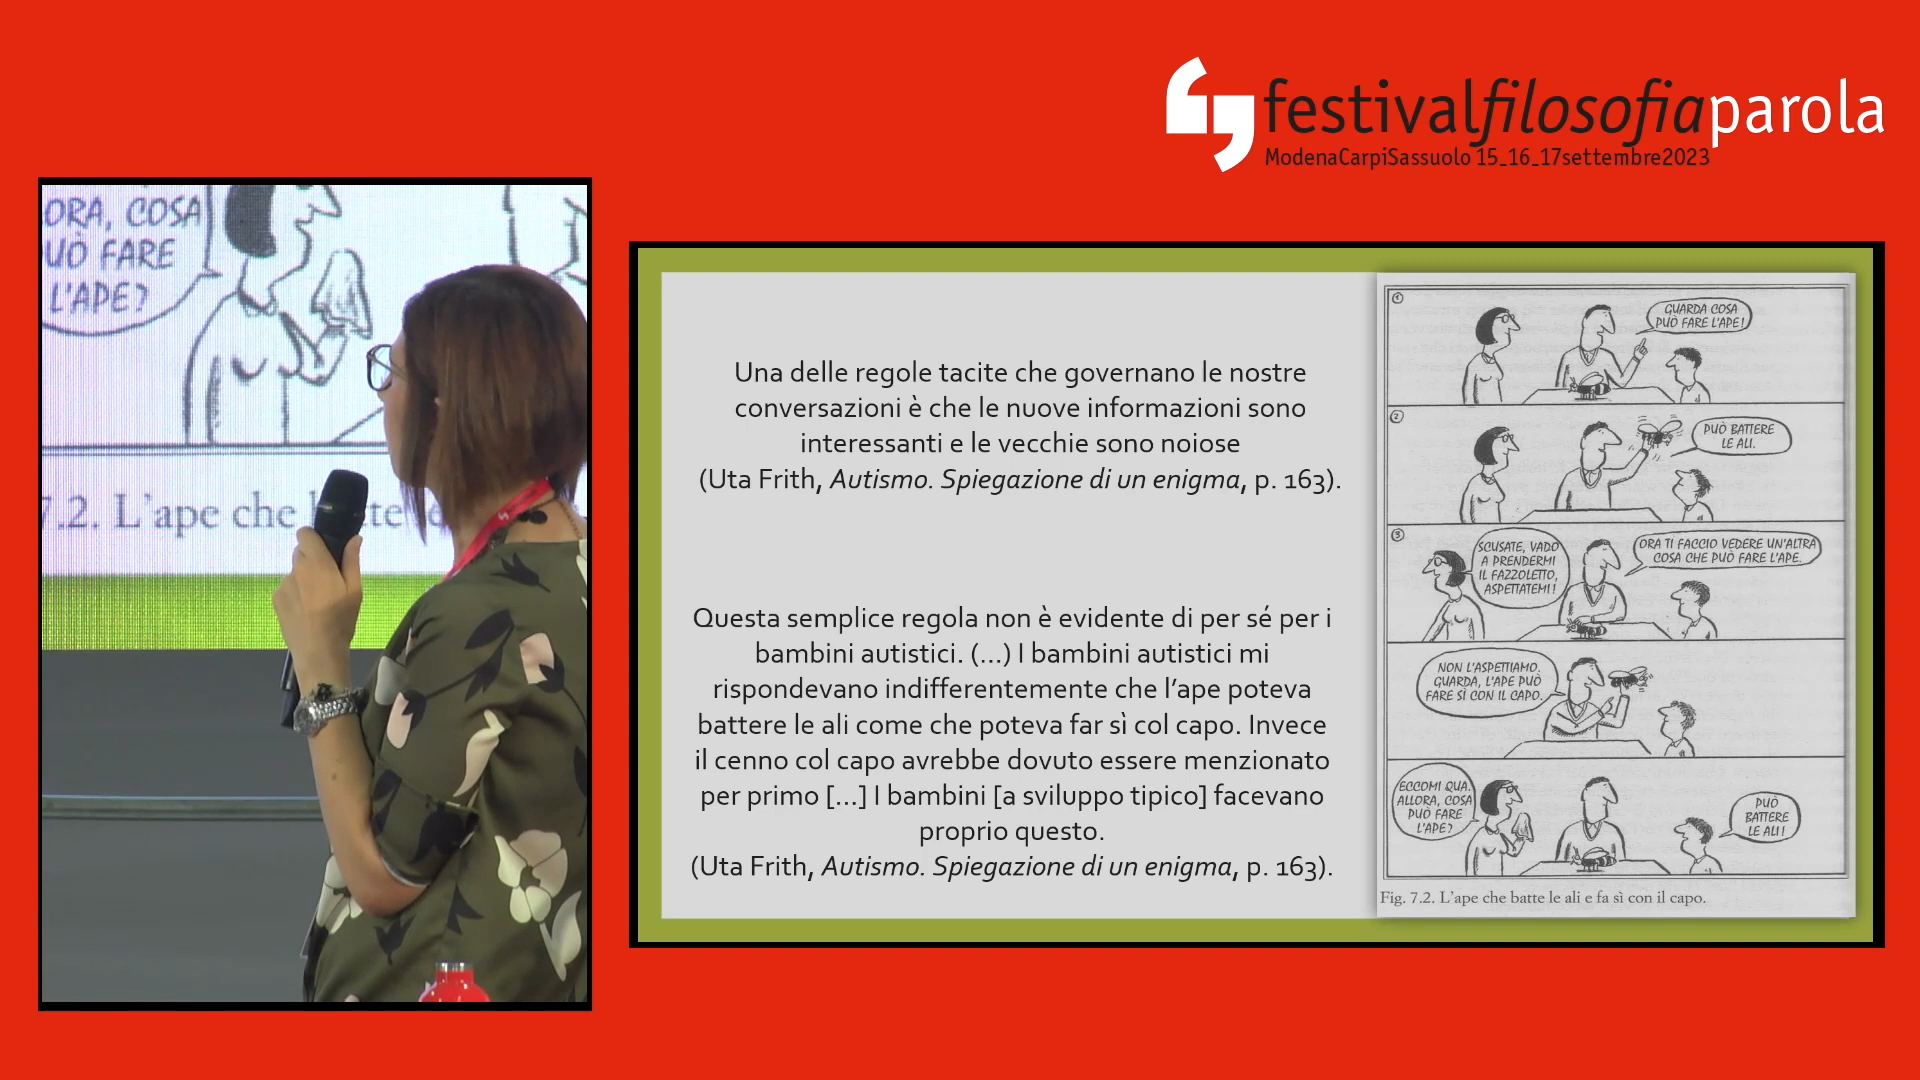 festivalfilosofiaparola
ModenaCarpiSassuolo 15_16_17settembre2023
ORA, COSA
UÒ FARE
L'APE?
7.2. L'ape che
Una delle regole tacite che governano le nostre
conversazioni è che le nuove informazioni sono
interessanti e le vecchie sono noiose
(Uta Frith, Autismo. Spiegazione di un enigma, p. 163).
Questa semplice regola non è evidente di per sé per i
bambini autistici. (...) I bambini autistici mi
rispondevano indifferentemente che l'ape poteva
battere le ali come che poteva far sì col capo. Invece
il cenno col capo avrebbe dovuto essere menzionato
per primo [...] I bambini [a sviluppo tipico] facevano
proprio questo.
(Uta Frith, Autismo. Spiegazione di un enigma, p. 163).
1
GUARDA COSA
PUÒ FARE L'APE!
2
PUÒ BATTERE
LE ALI.
3
SCUSATE, VADO
A PRENDERMI
IL FAZZOLETTO,
ASPETTATEMI!
ORA TI FACCIO VEDERE UN'ALTRA
COSA CHE PUÒ FARE L'APE.
NON L'ASPETTIAMO.
GUARDA, L'APE PUÒ
FARE SÌ CON IL CAPO.
ECCOMI QUA.
ALLORA, COSA
PUÒ FARE
L'APE?
PUÒ
BATTERE
LE ALI!
Fig. 7.2. L'ape che batte le ali e fa sì con il capo.